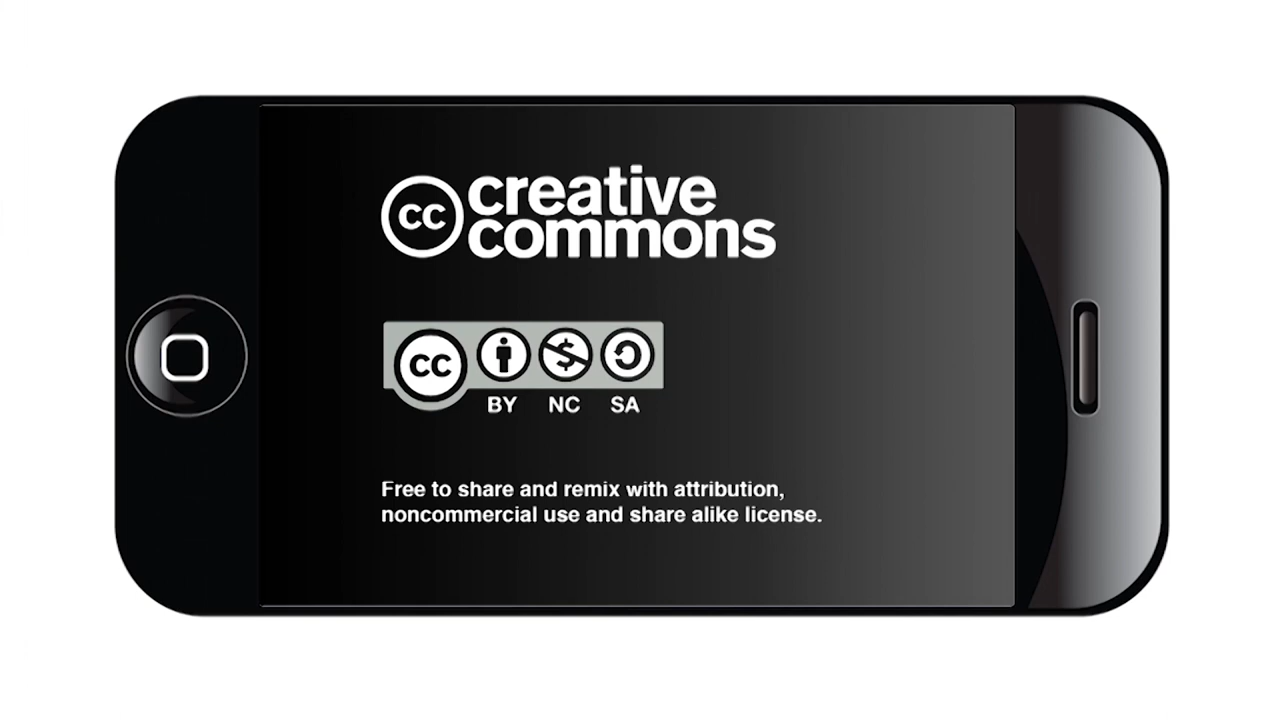 cc creative
commons
cc
BY NC SA
Free to share and remix with attribution,
noncommercial use and share alike license.